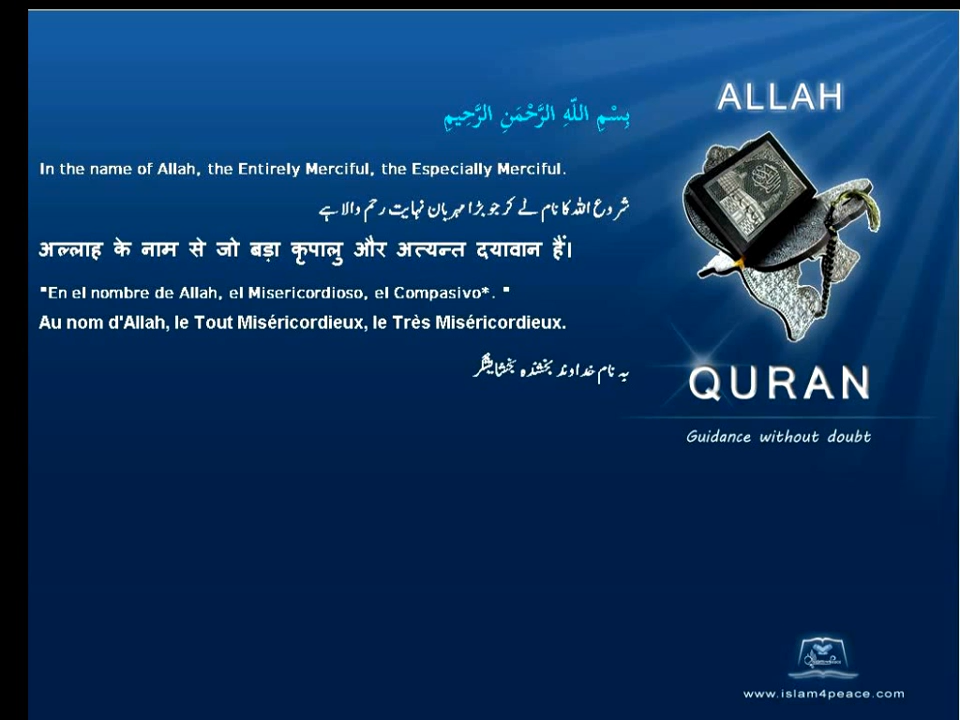 بِسْمِ اللّهِ الرَّحْمَنِ الرَّحِيمِ
In the name of Allah, the Entirely Merciful, the Especially Merciful.
شروع اللہ کا نام لے کر جو بڑا مہربان نہایت رحم والا ہے
अल्लाह के नाम से जो बड़ा कृपालु और अत्यन्त दयावान हैं।
"En el nombre de Allah, el Misericordioso, el Compasivo*. "
Au nom d'Allah, le Tout Miséricordieux, le Très Miséricordieux.
به نام خداوند بخشنده بخشایشگر
ALLAH
QURAN
Guidance without doubt
www.islam4peace.com